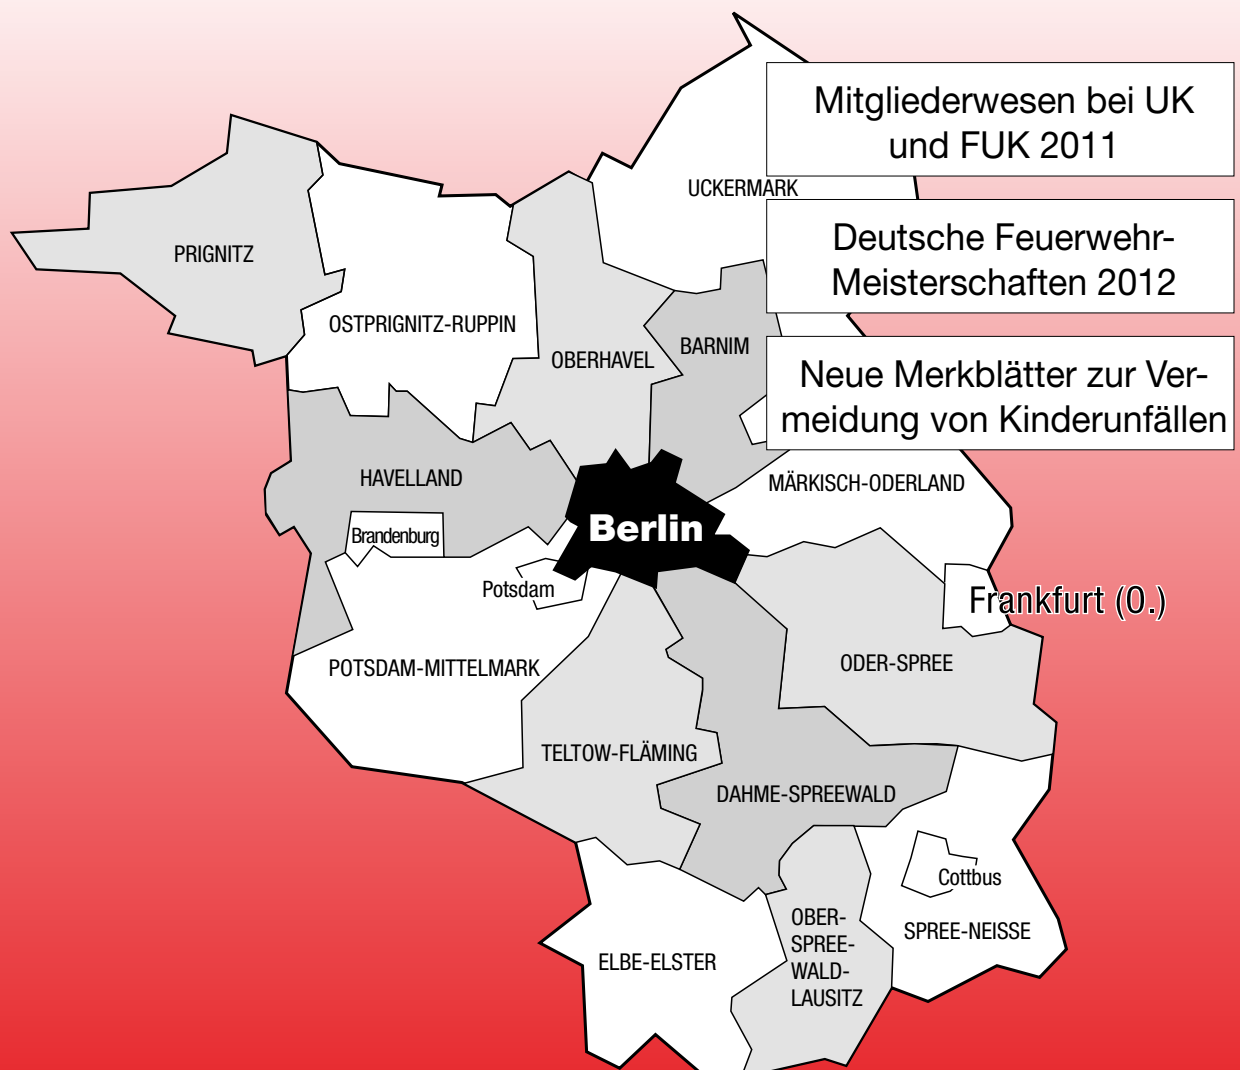 Mitgliederwesen bei UK
und FUK 2011
UCKERMARK
Deutsche Feuerwehr-
Meisterschaften 2012
PRIGNITZ
OSTPRIGNITZ-RUPPIN
OBERHAVEL
BARNIM
Neue Merkblätter zur Ver-
meidung von Kinderunfällen
HAVELLAND
MÄRKISCH-ODERLAND
Brandenburg
Berlin
Potsdam
Frankfurt (O.)
POTSDAM-MITTELMARK
ODER-SPREE
TELTOW-FLÄMING
DAHME-SPREEWALD
Cottbus
OBER-
SPREE-
WALD-
LAUSITZ
SPREE-NEISSE
ELBE-ELSTER